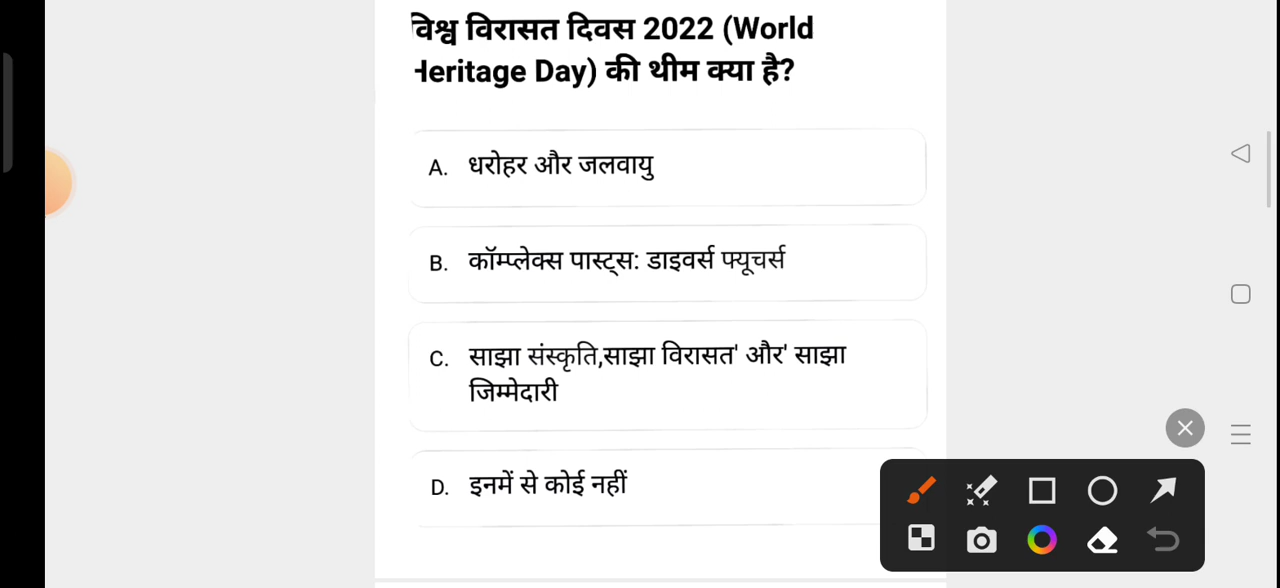 विश्व विरासत दिवस 2022 (World
Heritage Day) की थीम क्या है?
A. धरोहर और जलवायु
B. कॉम्प्लेक्स पास्ट्स: डाइवर्स फ्यूचर्स
C. साझा संस्कृति,साझा विरासत' और' साझा
जिम्मेदारी
D. इनमें से कोई नहीं